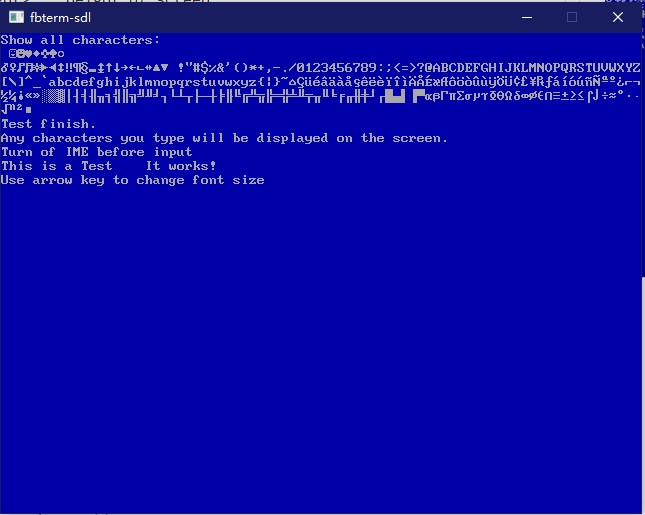 fbterm-sdl
Show all characters:
☺☻♥♦♣♠○
♂♀♪♫☼►◄↕‼¶§▬↨↑↓→←∟↔▲▼ !"#$%&'()*+,-./0123456789:;<=>?@ABCDEFGHIJKLMNOPQRSTUVWXYZ
[\]^_`abcdefghijklmnopqrstuvwxyz{|}~⌂ÇüéâäàåçêëèïîìÄÅÉæÆôöòûùÿÖÜ¢£¥₧ƒáíóúñÑªº¿⌐¬
½¼¡«»░▒▓│┤╡╢╖╕╣║╗╝╜╛┐└┴┬├─┼╞╟╚╔╩╦╠═╬╧╨╤╥╙╘╒╓╫╪┘┌█▄▌▐▀αßΓπΣσµτΦΘΩδ∞φε∩≡±≥≤⌠⌡÷≈°∙·
√ⁿ²■
Test finish.
Any characters you type will be displayed on the screen.
Turn of IME before input
This is a Test    It works!
Use arrow key to change font size